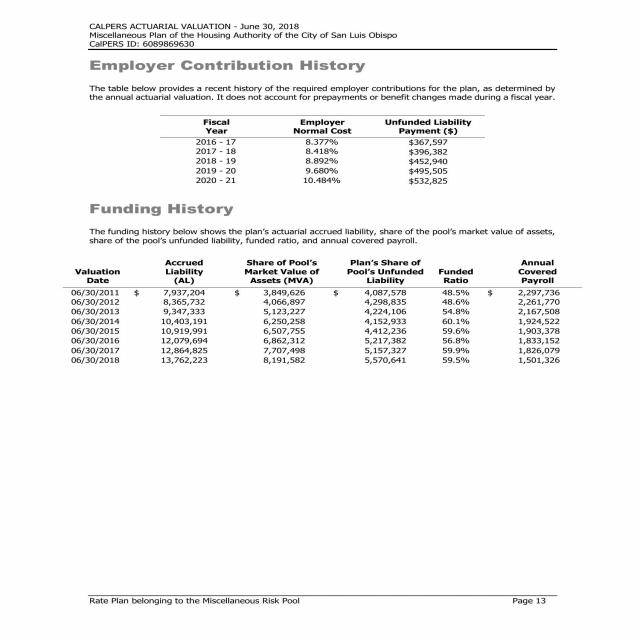 CALPERS ACTUARIAL VALUATION - June 30, 2018
Miscellaneous Plan of the Housing Authority of the City of San Luis Obispo
CalPERS ID: 6089869630
Employer Contribution History
The table below provides a recent history of the required employer contributions for the plan, as determined by
the annual actuarial valuation. It does not account for prepayments or benefit changes made during a fiscal year.
Fiscal Employer Unfunded Liability
Year Normal Cost Payment ($)
2016 - 17 8.377% $367,597
2017 - 18 8.418% $396,382
2018 - 19 8.892% $452,940
2019 - 20 9.680% $495,505
2020 - 21 10.484% $532,825
Funding History
The funding history below shows the plan's actuarial accrued liability, share of the pool's market value of assets,
share of the pool's unfunded liability, funded ratio, and annual covered payroll.
Accrued Share of Pool's Plan's Share of Annual
Valuation Liability Market Value of Pool's Unfunded Funded Covered
Date (AL) Assets (MVA) Liability Ratio Payroll
06/30/2011 $ 7,937,204 $ 3,849,626 $ 4,087,578 48.5% $ 2,297,736
06/30/2012 8,365,732 4,066,897 4,298,835 48.6% 2,261,770
06/30/2013 9,347,333 5,123,227 4,224,106 54.8% 2,167,508
06/30/2014 10,403,191 6,250,258 4,152,933 60.1% 1,924,522
06/30/2015 10,919,991 6,507,755 4,412,236 59.6% 1,903,378
06/30/2016 12,079,694 6,862,312 5,217,382 56.8% 1,833,152
06/30/2017 12,864,825 7,707,498 5,157,327 59.9% 1,826,079
06/30/2018 13,762,223 8,191,582 5,570,641 59.5% 1,501,326
Rate Plan belonging to the Miscellaneous Risk Pool Page 13